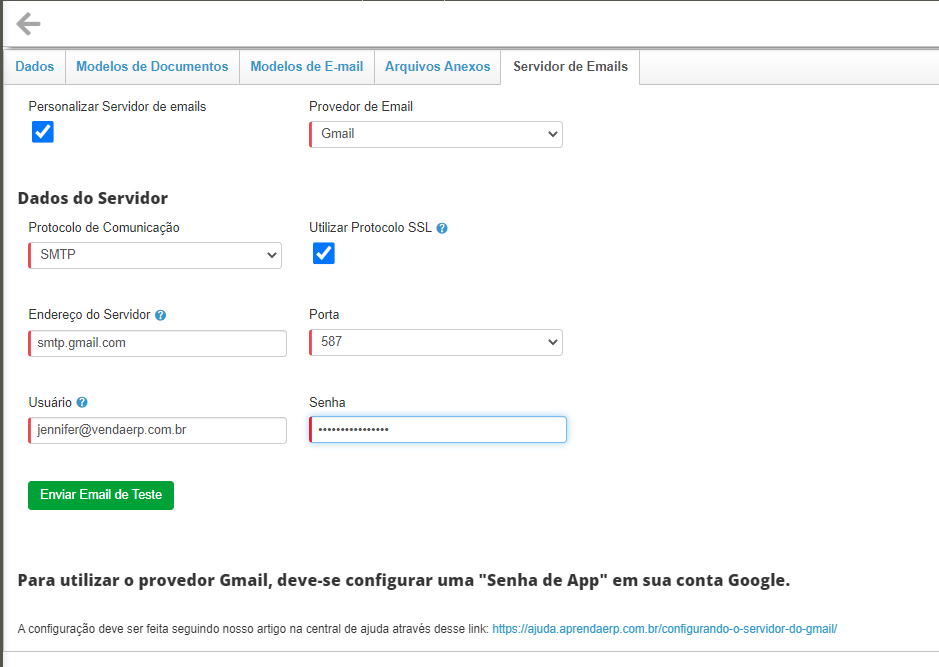 Dados Modelos de Documentos Modelos de E-mail Arquivos Anexos Servidor de Emails
Personalizar Servidor de emails Provedor de Email
Gmail
Dados do Servidor
Protocolo de Comunicação Utilizar Protocolo SSL ?
SMTP
Endereço do Servidor ? Porta
smtp.gmail.com 587
Usuário ? Senha
jennifer@vendaerp.com.br ••••••••••••••••
Enviar Email de Teste
Para utilizar o provedor Gmail, deve-se configurar uma "Senha de App" em sua conta Google.
A configuração deve ser feita seguindo nosso artigo na central de ajuda através desse link: https://ajuda.aprendaerp.com.br/configurando-o-servidor-do-gmail/